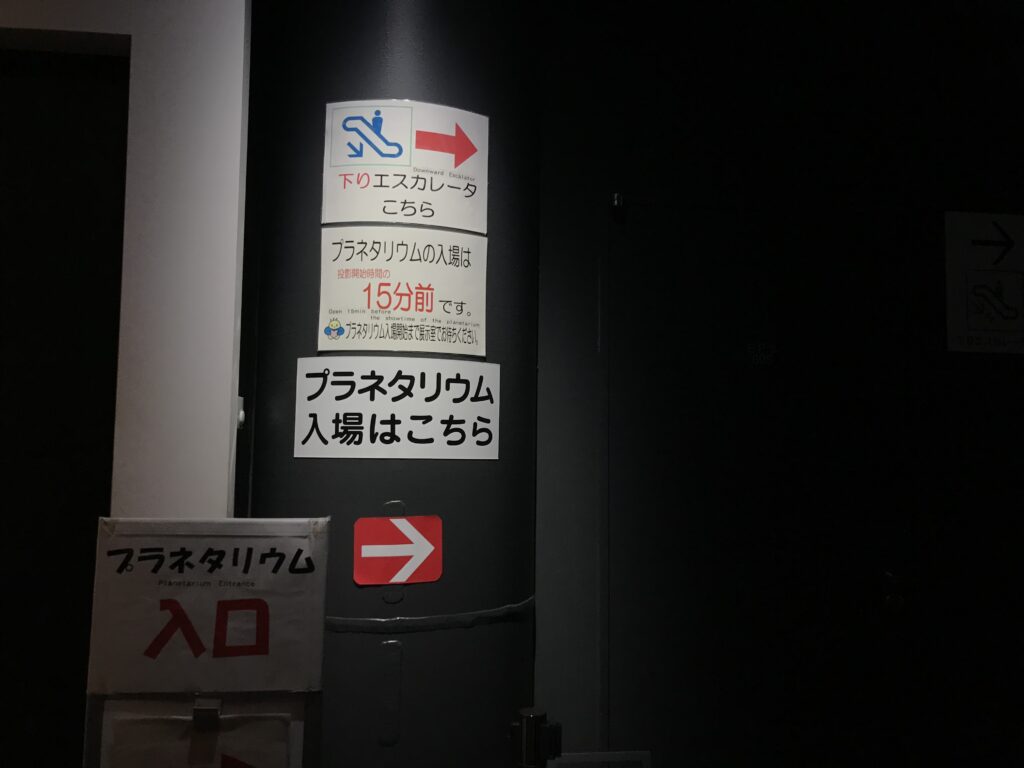 Downward Escalator
下りエスカレータ
こちら
プラネタリウムの入場は
投影開始時間の
15分前です。
Open 15min before
the showtime of the planetarium
プラネタリウム入場開始まで展示室でお待ちください。
プラネタリウム
入場はこちら
プラネタリウム
Planetarium Entrance
入口